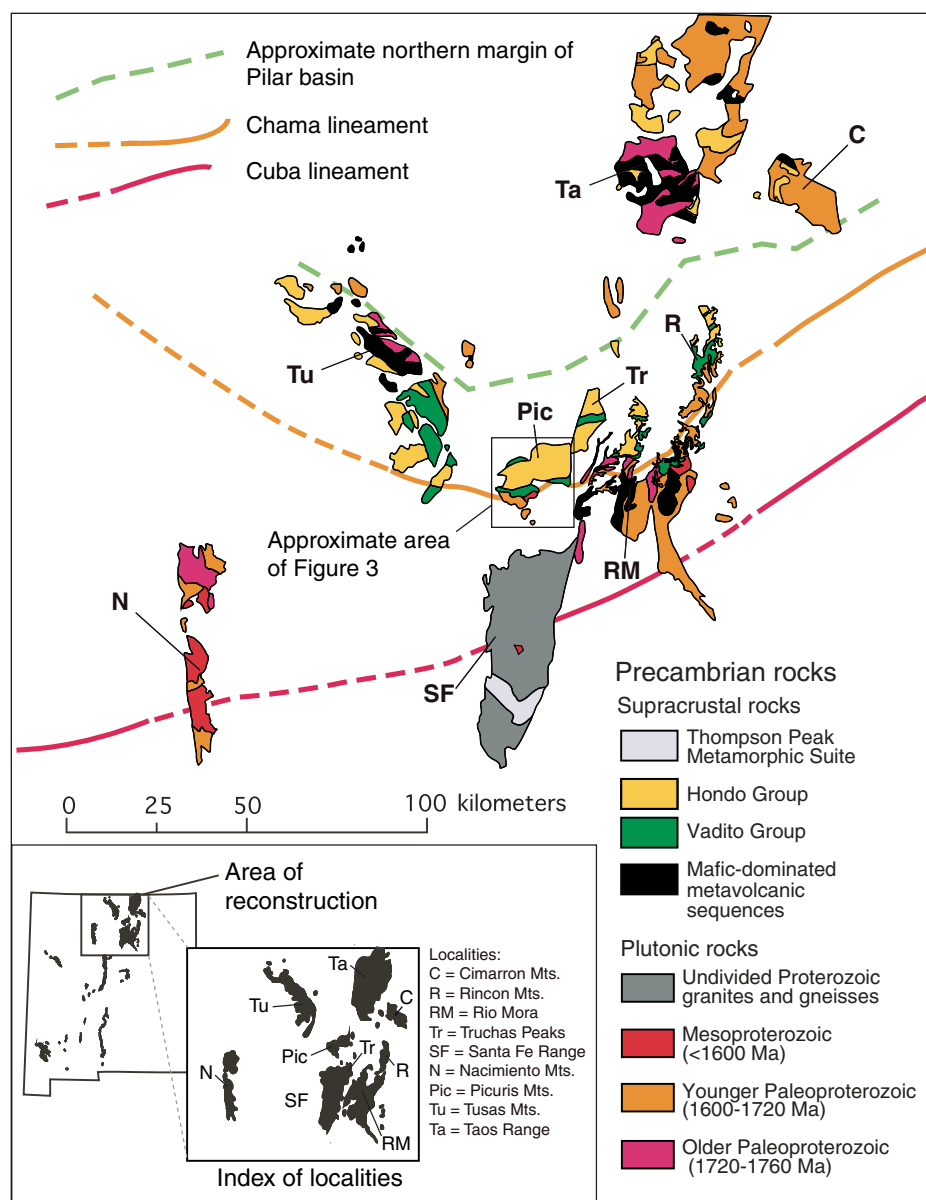 Approximate northern margin of
Pilar basin
Chama lineament
Cuba lineament
C
Ta
R
Tu
Tr
Pic
Approximate area
of Figure 3
RM
N
SF
0 25 50 100 kilometers
Precambrian rocks
Supracrustal rocks
Thompson Peak
Metamorphic Suite
Hondo Group
Vadito Group
Mafic-dominated
metavolcanic
sequences
Plutonic rocks
Undivided Proterozoic
granites and gneisses
Mesoproterozoic
(<1600 Ma)
Younger Paleoproterozoic
(1600-1720 Ma)
Older Paleoproterozoic
(1720-1760 Ma)
Area of
reconstruction
Ta
C
Tu
Pic
Tr
R
N
SF
RM
Index of localities
Localities:
C = Cimarron Mts.
R = Rincon Mts.
RM = Rio Mora
Tr = Truchas Peaks
SF = Santa Fe Range
N = Nacimiento Mts.
Pic = Picuris Mts.
Tu = Tusas Mts.
Ta = Taos Range